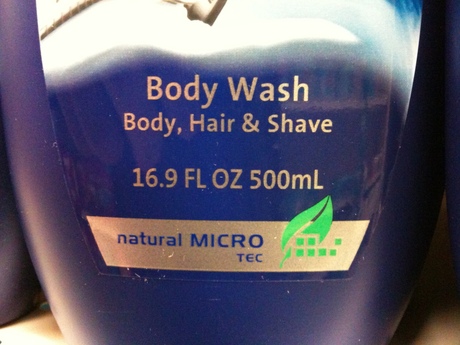 Body Wash
Body, Hair & Shave
16.9 FL OZ 500mL
natural MICRO
TEC